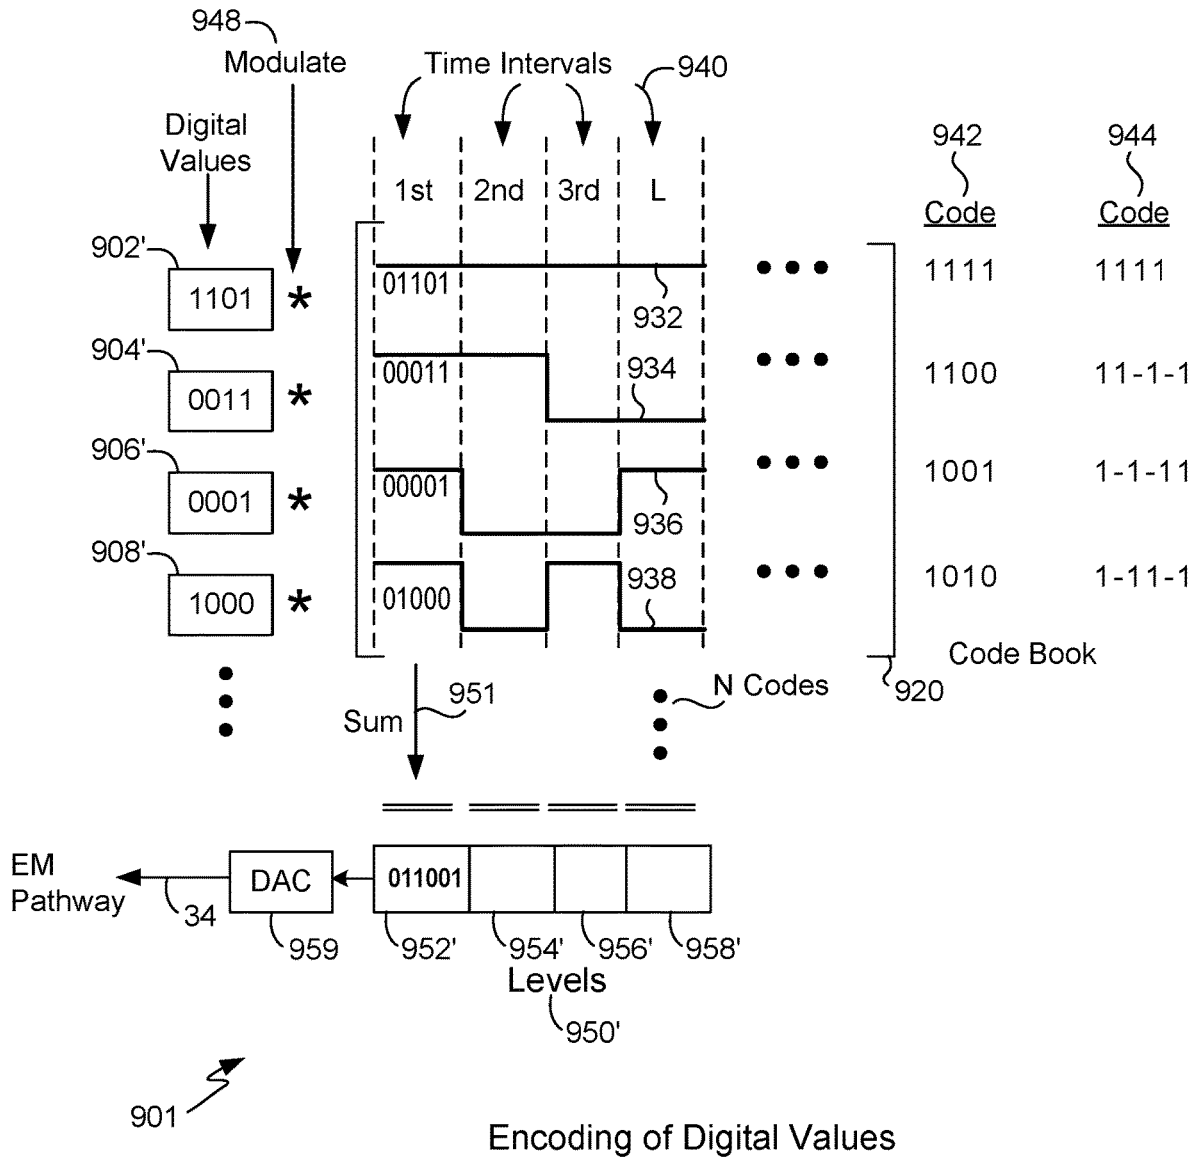 948
Modulate
Time Intervals
940
Digital
Values
942
944
1st 2nd 3rd L
Code
Code
902'
1101 *
01101
932
1111
1111
904'
0011 *
00011
934
1100
11-1-1
906'
0001 *
00001
936
1001
1-1-11
908'
1000 *
01000
938
1010
1-11-1
Code Book
920
951
Sum
N Codes
EM
Pathway
34
DAC
959
011001
952'
954'
956'
958'
Levels
950'
901
Encoding of Digital Values